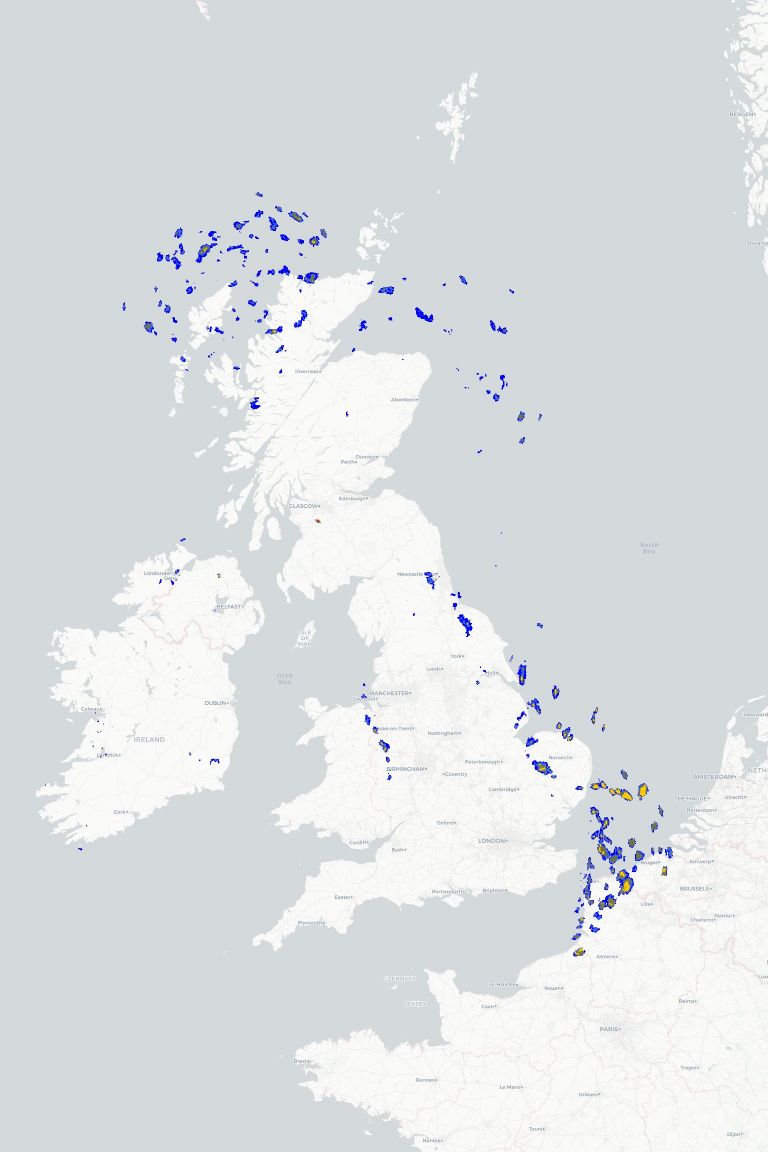 BERGEN
Inverness
Aberdeen
Dundee
Perth
Edinburgh
GLASGOW
North
Sea
Newcastle
Londonderry
BELFAST
ISLE
OF
MAN
York
Leeds
Irish
Sea
MANCHESTER
DUBLIN
Galway
Stoke-on-Trent
Nottingham
IRELAND
Norwich
Peterborough
BIRMINGHAM
Coventry
AMSTERDAM
NETH
Cambridge
THE HAGUE
Utrecht
Rotterdam
Cork
Oxford
Cardiff
LONDON
Bath
Bruges
Antwerp
Portsmouth
Brighton
BRUSSELS
Exeter
Lille
Plymouth
Namur
Charleroi
Amiens
GUERNSEY
LE HAVRE
Rouen
JERSEY
Caen
Reims
PARIS
Brest
Troyes
Rennes
Le Mans
Orléans
Tours
Dijon
Nantes